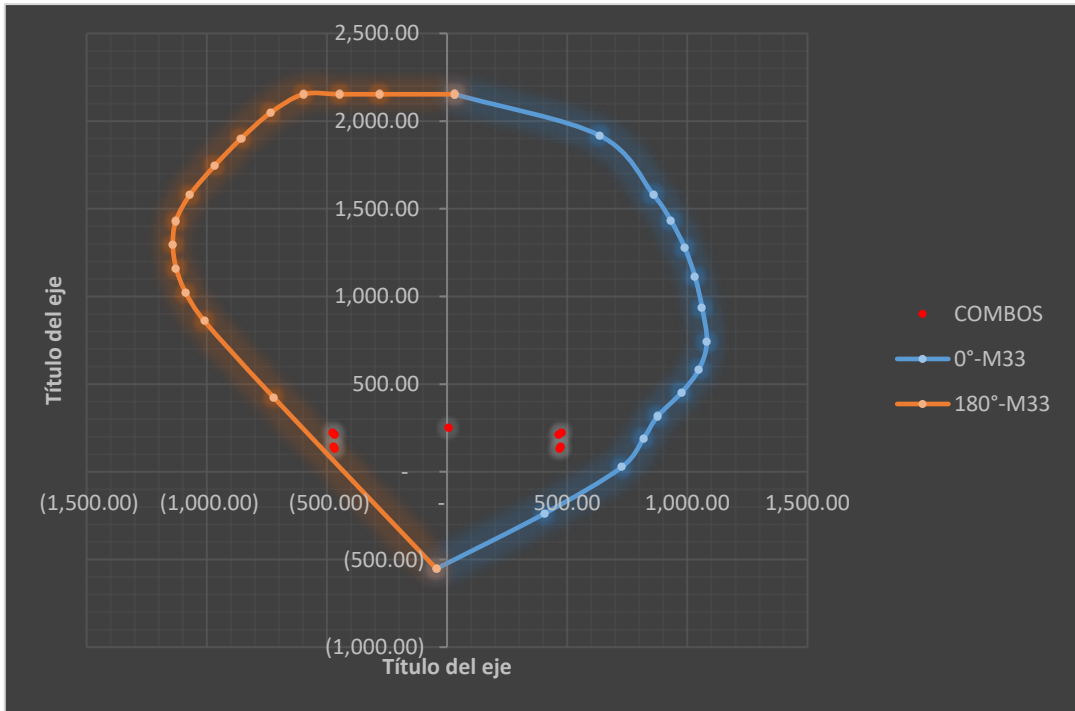 2,500.00
2,000.00
1,500.00
1,000.00
500.00
-
(500.00)
(1,000.00)
(1,500.00) (1,000.00) (500.00) - 500.00 1,000.00 1,500.00
Título del eje
Título del eje
COMBOS
0°-M33
180°-M33